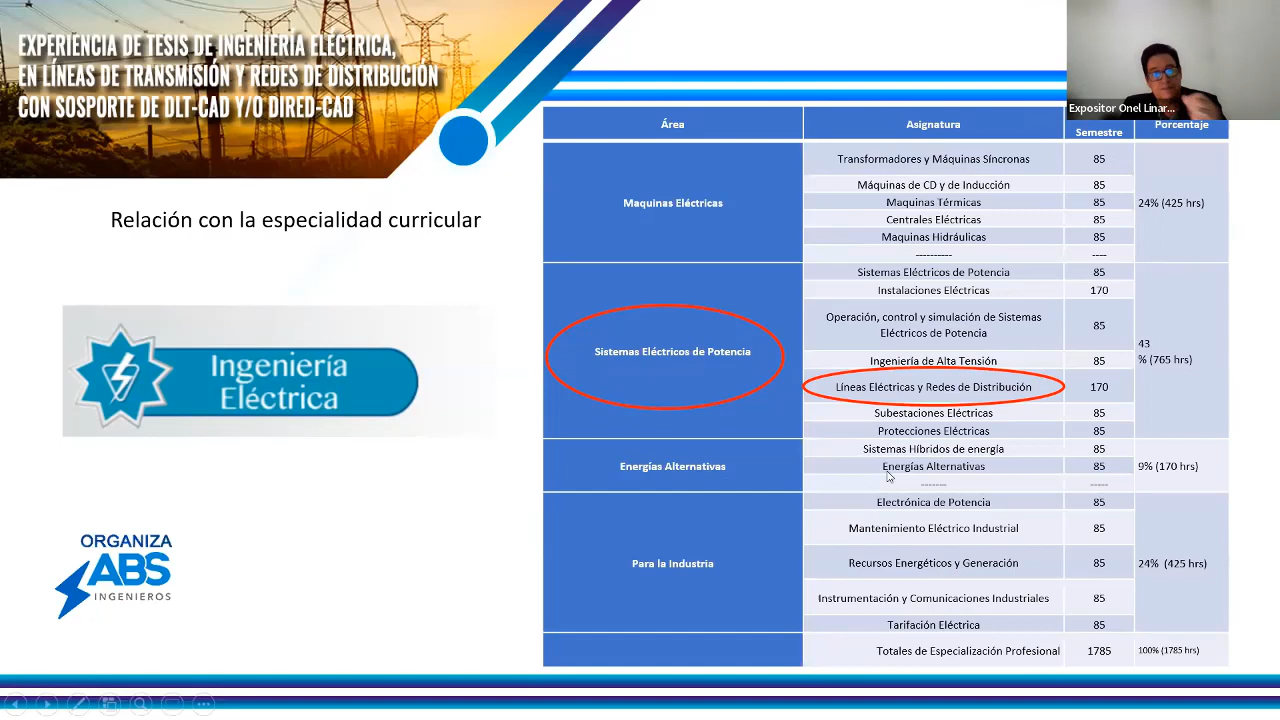 EXPERIENCIA DE TESIS DE INGENIERÍA ELÉCTRICA,
EN LÍNEAS DE TRANSMISIÓN Y REDES DE DISTRIBUCIÓN
CON SOSPORTE DE DLT-CAD Y/O DIRED-CAD
Expositor Onel Linar...
Relación con la especialidad curricular
Ingeniería
Eléctrica
ORGANIZA
ABS
INGENIEROS
Área Asignatura Semestre Porcentaje
Maquinas Eléctricas
Transformadores y Máquinas Síncronas 85
Máquinas de CD y de Inducción 85
Maquinas Térmicas 85
Centrales Eléctricas 85
Maquinas Hidráulicas 85
---------- ----
24% (425 hrs)
Sistemas Eléctricos de Potencia
Sistemas Eléctricos de Potencia 85
Instalaciones Eléctricas 170
Operación, control y simulación de Sistemas
Eléctricos de Potencia 85
Ingeniería de Alta Tensión 85
Líneas Eléctricas y Redes de Distribución 170
Subestaciones Eléctricas 85
Protecciones Eléctricas 85
43
% (765 hrs)
Energías Alternativas
Sistemas Híbridos de energía 85
Energías Alternativas 85
------- -----
9% (170 hrs)
Para la Industria
Electrónica de Potencia 85
Mantenimiento Eléctrico Industrial 85
Recursos Energéticos y Generación 85
Instrumentación y Comunicaciones Industriales 85
Tarifación Eléctrica 85
24% (425 hrs)
Totales de Especialización Profesional 1785 100% (1785 hrs)